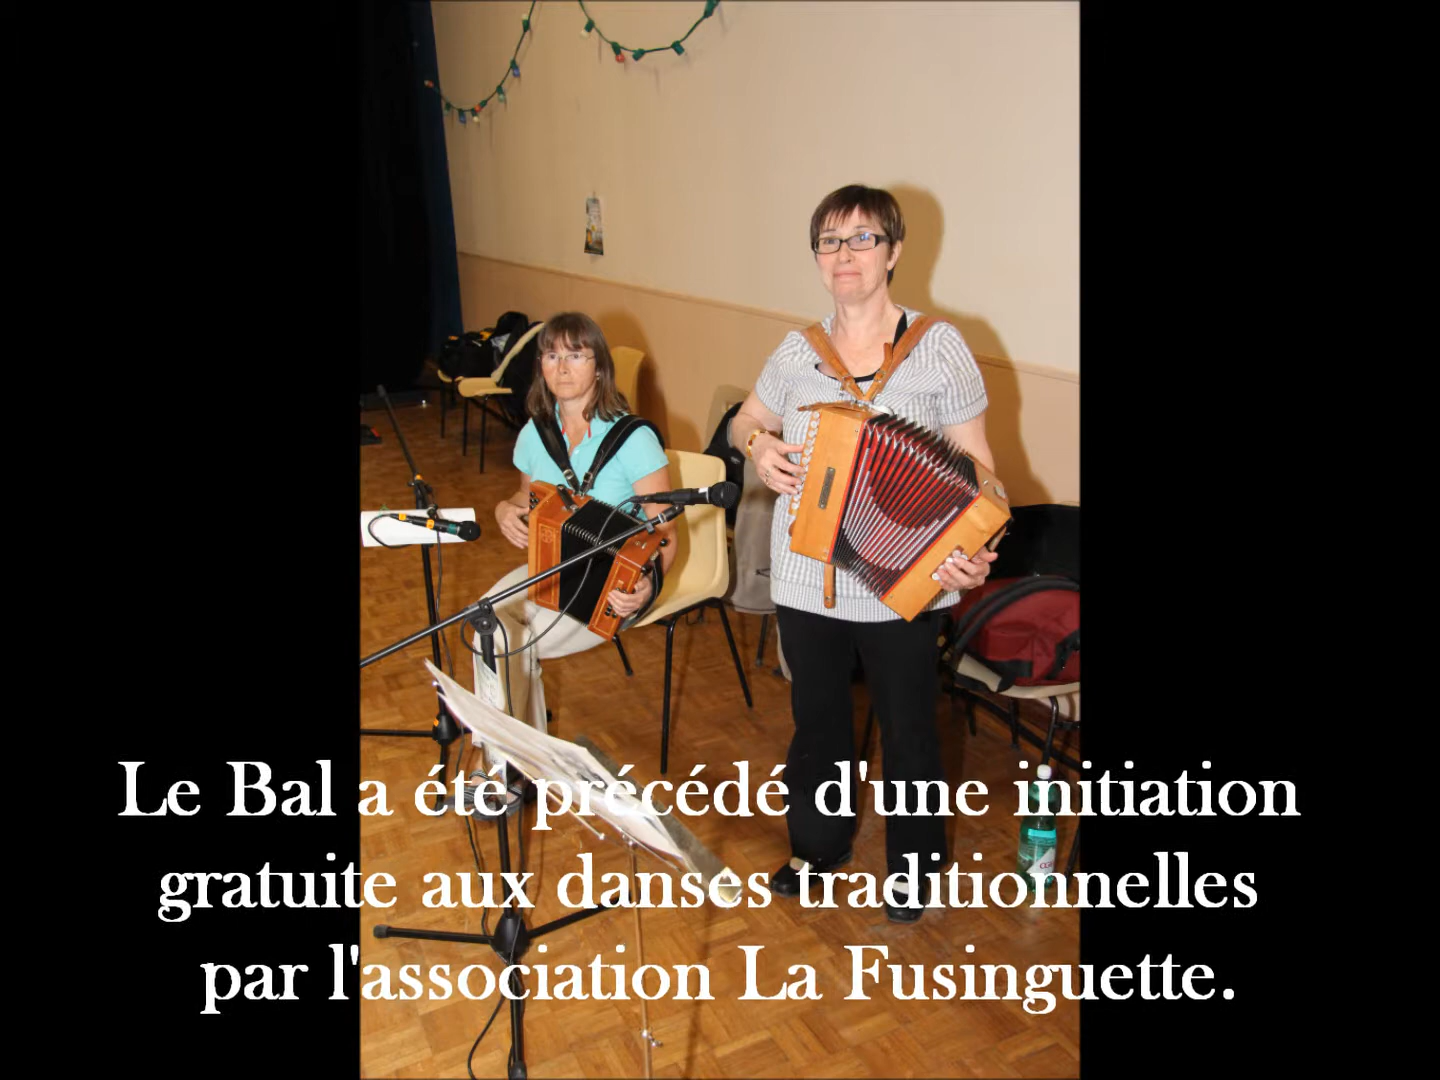 Le Bal a été précédé d'une initiation
gratuite aux danses traditionnelles
par l'association La Fusinguette.